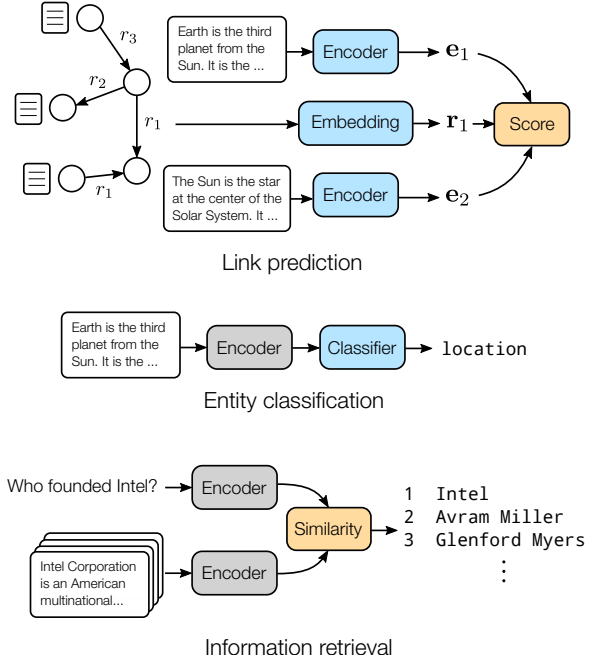 r₃
r₂
r₁
r₁
Earth is the third
planet from the
Sun. It is the ...
Encoder
e₁
Embedding
r₁
Score
The Sun is the star
at the center of the
Solar System. It ...
Encoder
e₂
Link prediction
Earth is the third
planet from the
Sun. It is the ...
Encoder
Classifier
location
Entity classification
Who founded Intel?
Encoder
Intel Corporation
is an American
multinational...
Encoder
Similarity
1 Intel
2 Avram Miller
3 Glenford Myers
⋮
Information retrieval